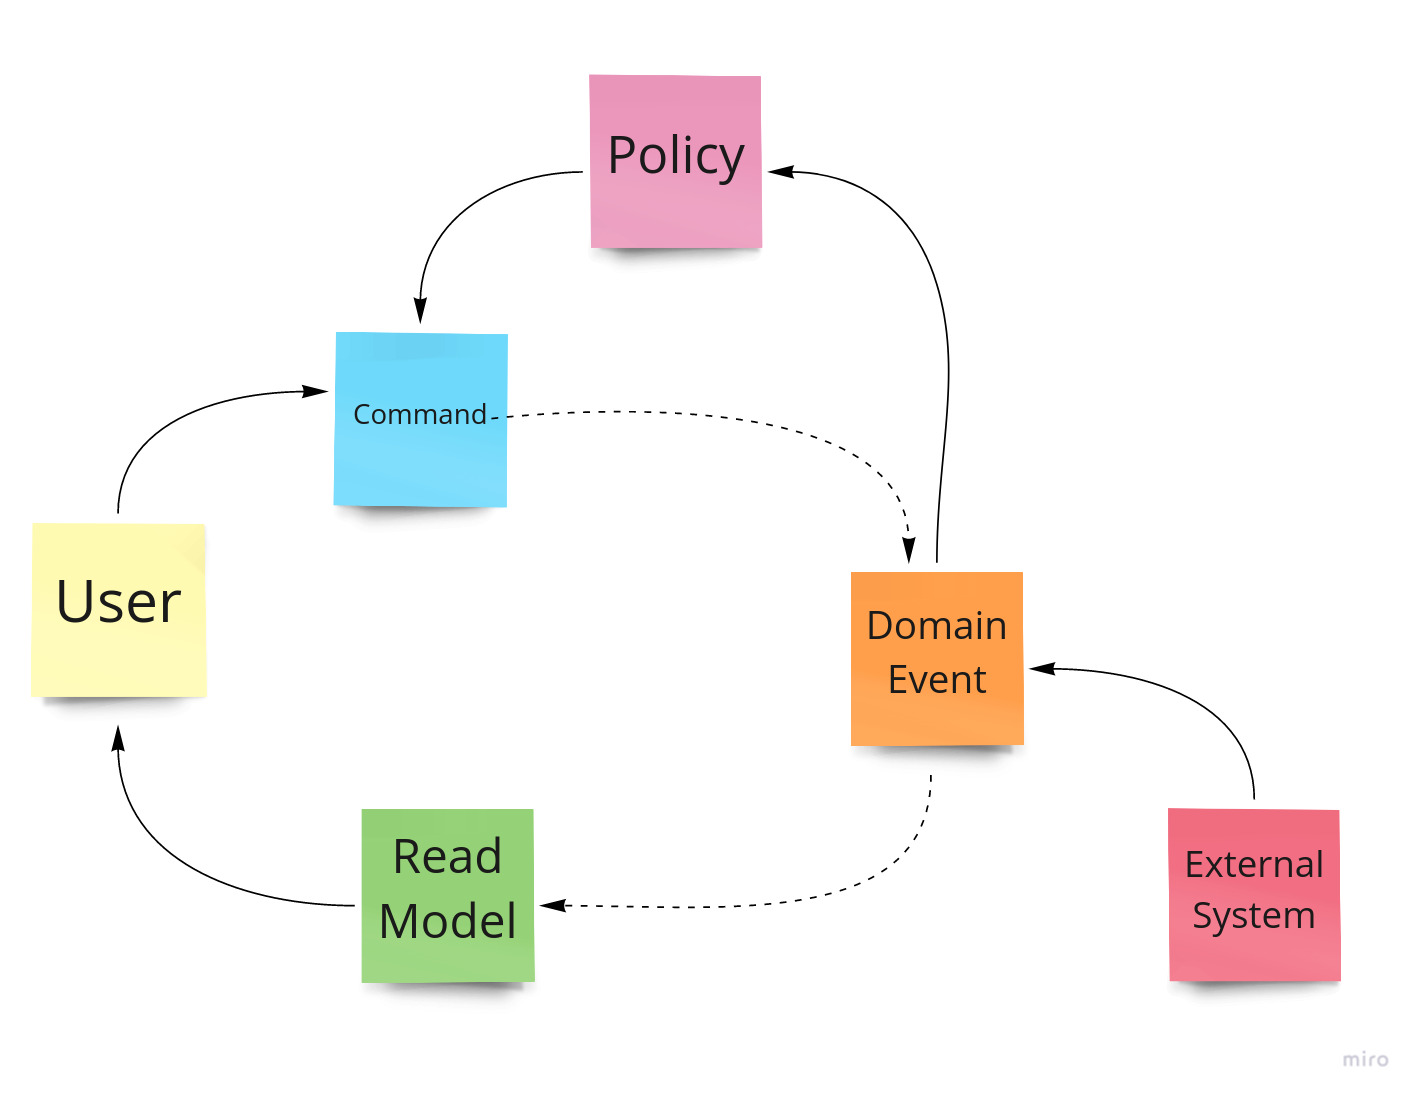 Policy
Command
User
Domain
Event
Read
Model
External
System
miro